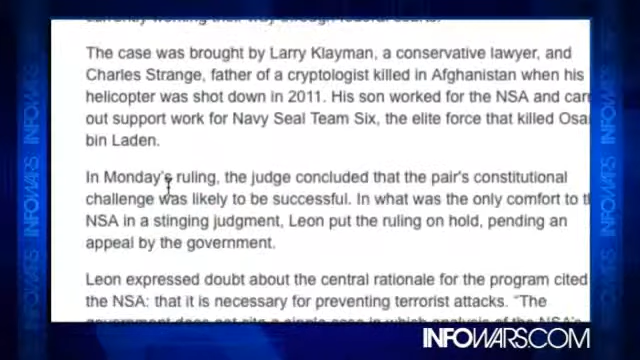 The case was brought by Larry Klayman, a conservative lawyer, and
Charles Strange, father of a cryptologist killed in Afghanistan when his
helicopter was shot down in 2011. His son worked for the NSA and
out support work for Navy Seal Team Six, the elite force that killed
bin Laden.
In Monday's ruling, the judge concluded that the pair's constitutional
challenge was likely to be successful. In what was the only comfort to
NSA in a stinging judgment, Leon put the ruling on hold, pending an
appeal by the government.
Leon expressed doubt about the central rationale for the program cited
the NSA: that it is necessary for preventing terrorist attacks. “The
INFOWARS.COM
INFOWARS
INFOWARS
INFOWARS
INFOWARS